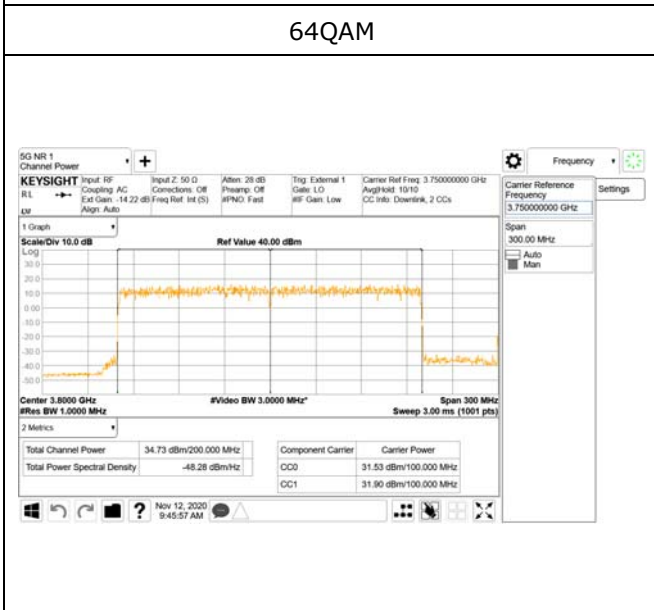 64QAM
5G NR 1
Channel Power
Frequency
KEYSIGHT Input: RF Input Z: 50 Ω Atten: 28 dB Trig: External 1 Carrier Ref Freq: 3.750000000 GHz
RL Coupling: AC Corrections: Off Preamp: Off Gate: LO Avg|Hold: 10/10
Ext Gain: -14.22 dB Freq Ref: Int (S) #PNO: Fast #IF Gain: Low CC Info: Downlink, 2 CCs
Align: Auto
Carrier Reference
Frequency
3.750000000 GHz
Settings
Span
300.00 MHz
Auto
Man
1 Graph
Scale/Div 10.0 dB Ref Value 40.00 dBm
Log
30.0
20.0
10.0
0.00
-10.0
-20.0
-30.0
-40.0
-50.0
Center 3.8000 GHz #Video BW 3.0000 MHz* Span 300 MHz
#Res BW 1.0000 MHz Sweep 3.00 ms (1001 pts)
2 Metrics
Total Channel Power 34.73 dBm/200.000 MHz Component Carrier Carrier Power
Total Power Spectral Density -48.28 dBm/Hz CC0 31.53 dBm/100.000 MHz
CC1 31.90 dBm/100.000 MHz
? Nov 12, 2020
9:45:57 AM